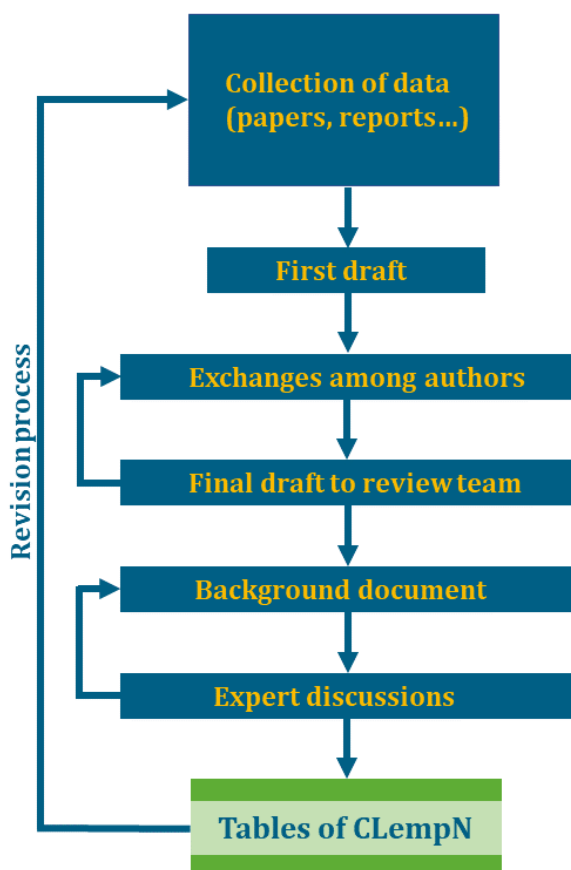 Collection of data
(papers, reports...)
First draft
Exchanges among authors
Final draft to review team
Background document
Expert discussions
Tables of CLempN
Revision process